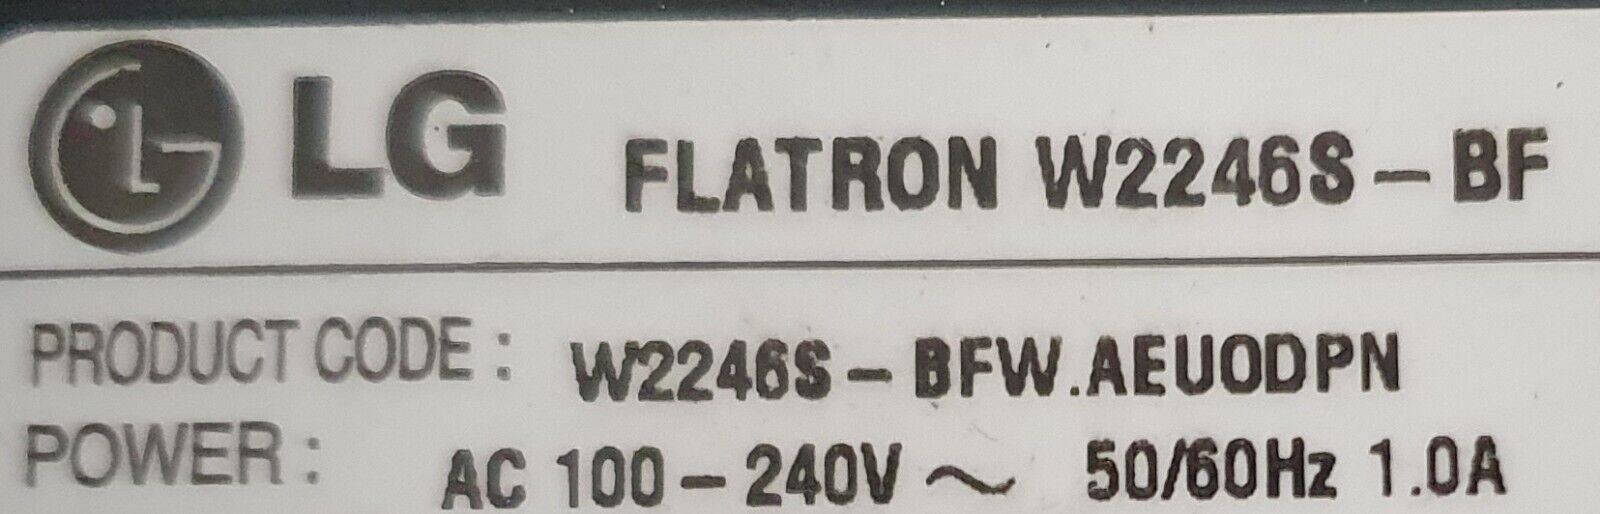 LG FLATRON W2246S-BF
PRODUCT CODE : W2246S-BFW.AEUODPN
POWER : AC 100-240V ~ 50/60Hz 1.0A